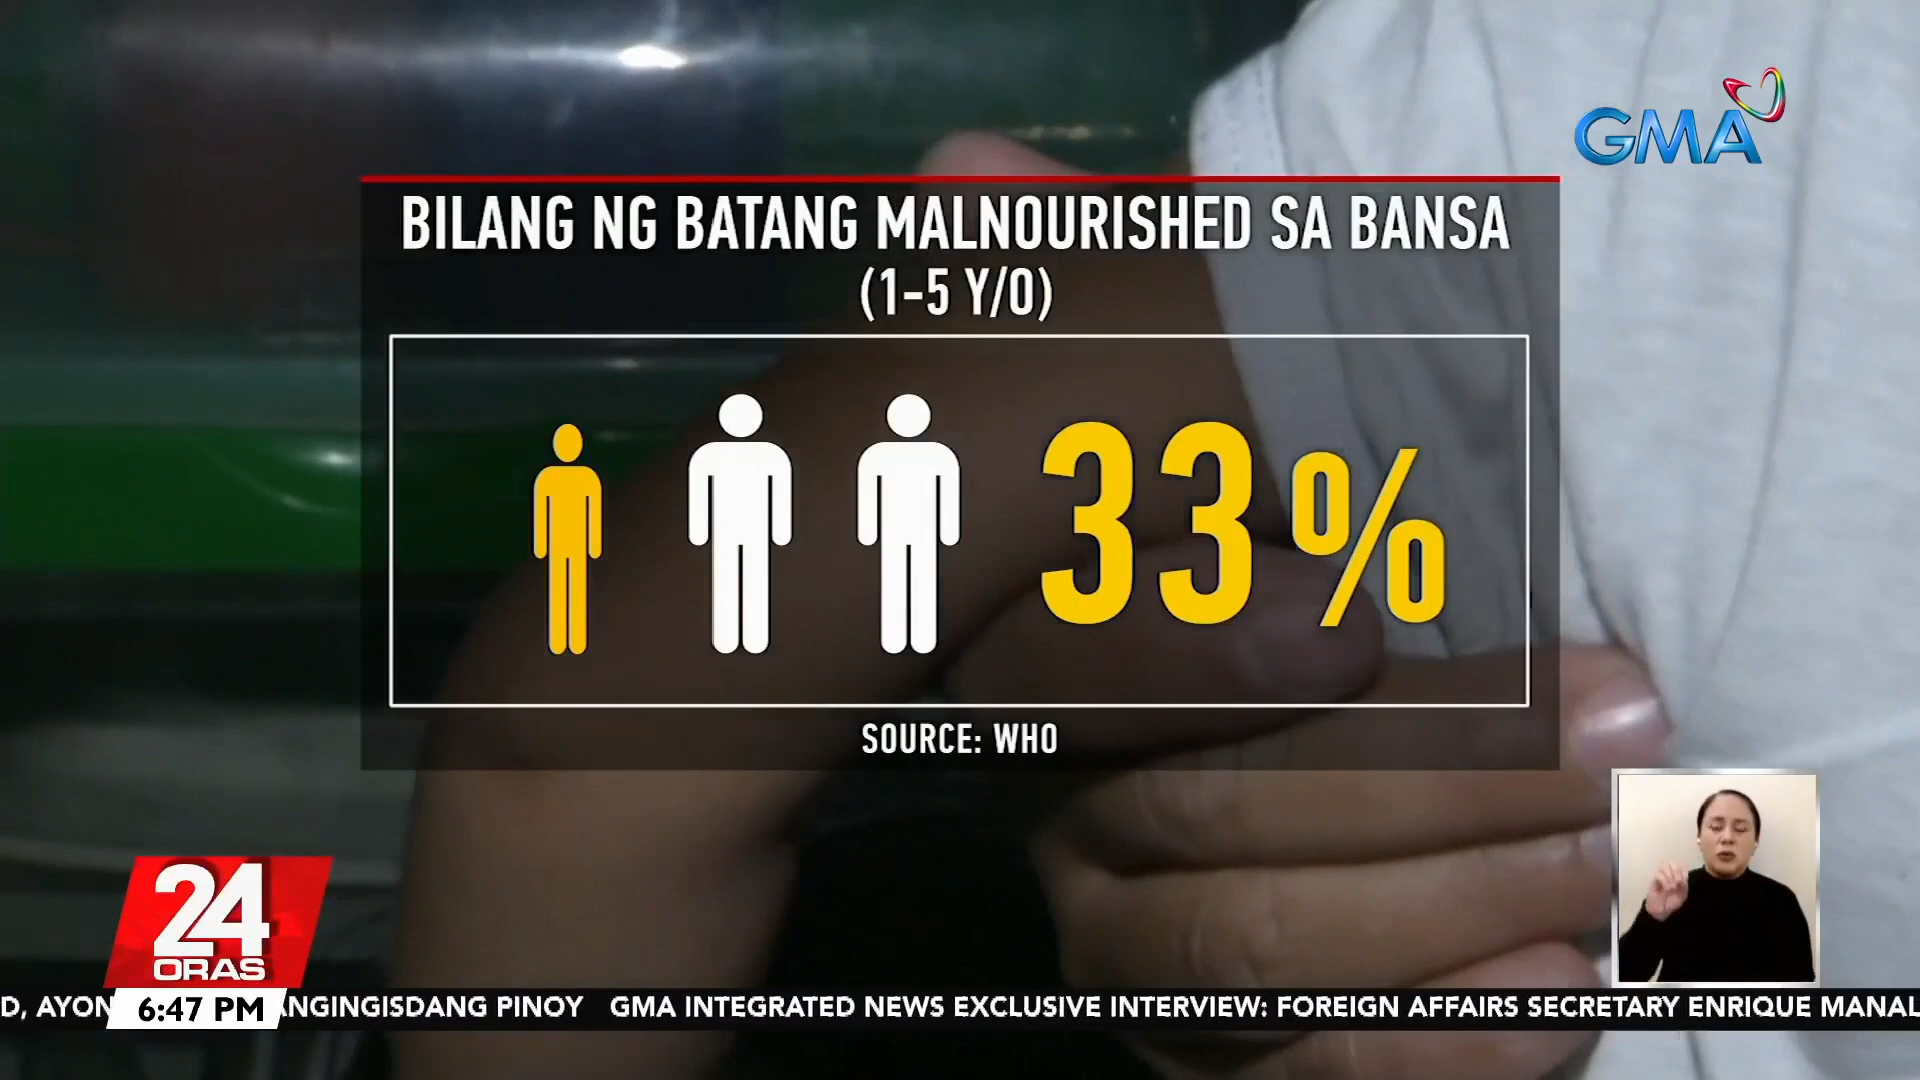 GMA
BILANG NG BATANG MALNOURISHED SA BANSA
(1-5 Y/O)
33%
SOURCE: WHO
24
ORAS
6:47 PM
D, AYON ANGINGISDANG PINOY GMA INTEGRATED NEWS EXCLUSIVE INTERVIEW: FOREIGN AFFAIRS SECRETARY ENRIQUE MANAL